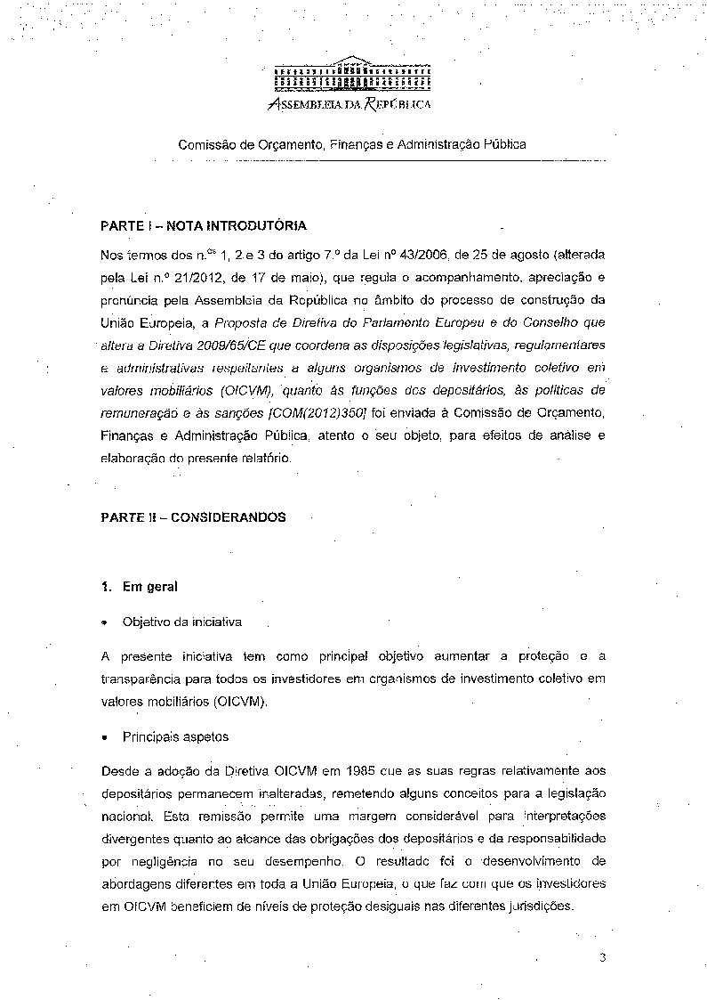 ASSEMBLEIA DA REPÚBLICA
Comissão de Orçamento, Finanças e Administração Pública
PARTE I – NOTA INTRODUTÓRIA
Nos termos dos n.ºs 1, 2 e 3 do artigo 7.º da Lei nº 43/2006, de 25 de agosto (alterada
pela Lei n.º 21/2012, de 17 de maio), que regula o acompanhamento, apreciação e
pronúncia pela Assembleia da República no âmbito do processo de construção da
União Europeia, a Proposta de Diretiva do Parlamento Europeu e do Conselho que
altera a Diretiva 2009/65/CE que coordena as disposições legislativas, regulamentares
e administrativas respeitantes a alguns organismos de investimento coletivo em
valores mobiliários (OICVM), quanto às funções dos depositários, às políticas de
remuneração e às sanções [COM(2012)350] foi enviada à Comissão de Orçamento,
Finanças e Administração Pública, atento o seu objeto, para efeitos de análise e
elaboração do presente relatório.
PARTE II – CONSIDERANDOS
1. Em geral
• Objetivo da iniciativa
A presente iniciativa tem como principal objetivo aumentar a proteção e a
transparência para todos os investidores em organismos de investimento coletivo em
valores mobiliários (OICVM).
• Principais aspetos
Desde a adoção da Diretiva OICVM em 1985 que as suas regras relativamente aos
depositários permanecem inalteradas, remetendo alguns conceitos para a legislação
nacional. Esta remissão permite uma margem considerável para interpretações
divergentes quanto ao alcance das obrigações dos depositários e da responsabilidade
por negligência no seu desempenho. O resultado foi o desenvolvimento de
abordagens diferentes em toda a União Europeia, o que faz com que os investidores
em OICVM beneficiem de níveis de proteção desiguais nas diferentes jurisdições.
3